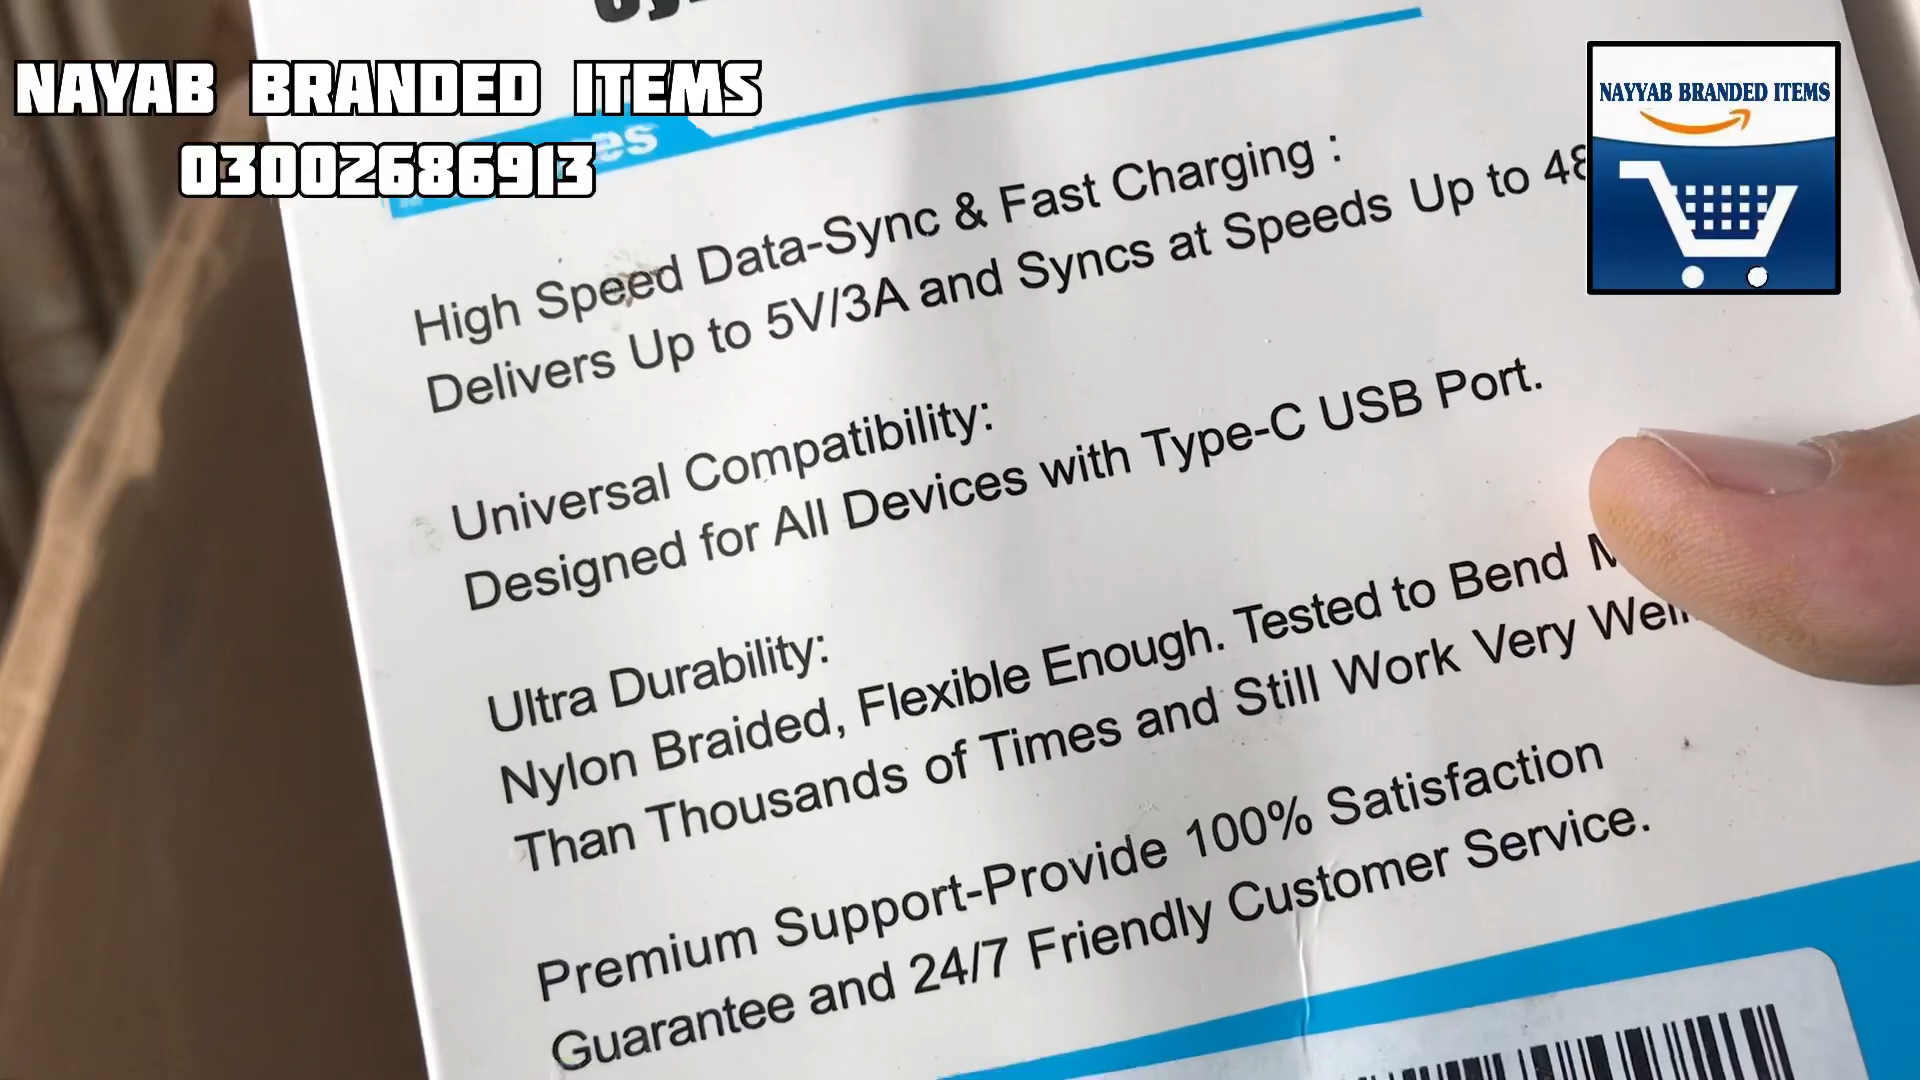 NAYAB BRANDED ITEMS
03002686913
NAYYAB BRANDED ITEMS
High Speed Data-Sync & Fast Charging :
Delivers Up to 5V/3A and Syncs at Speeds Up to
Universal Compatibility:
Designed for All Devices with Type-C USB Port.
Ultra Durability:
Nylon Braided, Flexible Enough. Tested to Bend
Than Thousands of Times and Still Work Very Well
Premium Support-Provide 100% Satisfaction
Guarantee and 24/7 Friendly Customer Service.